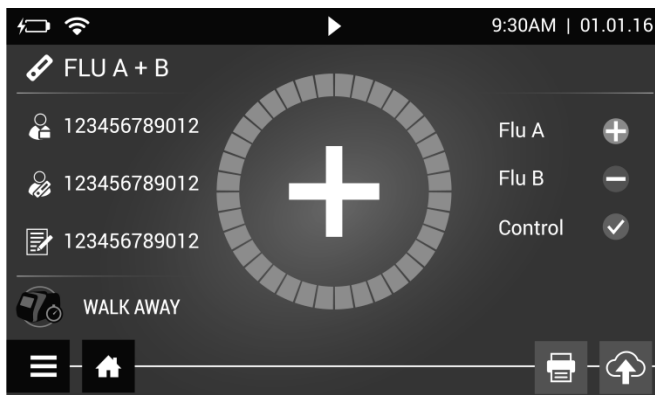 9:30AM | 01.01.16
FLU A + B
123456789012
123456789012
123456789012
WALK AWAY
Flu A
Flu B
Control